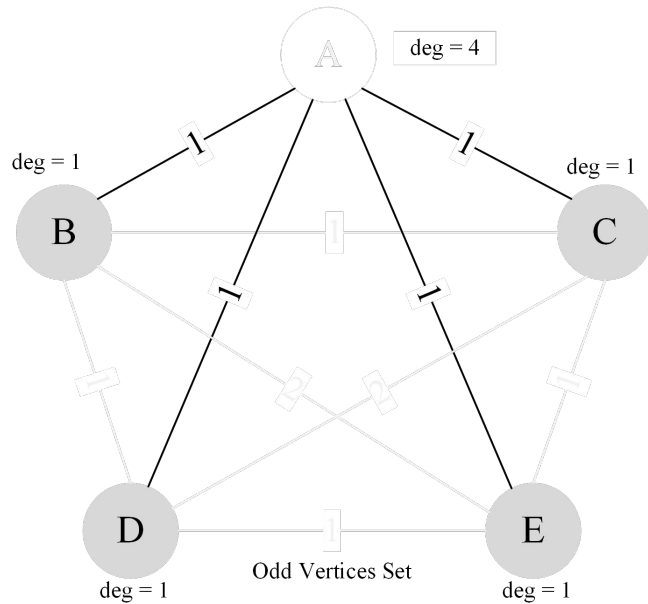 A
deg = 4
1
1
deg = 1
deg = 1
B
1
C
1
1
1
2
2
1
D
1
E
Odd Vertices Set
deg = 1
deg = 1